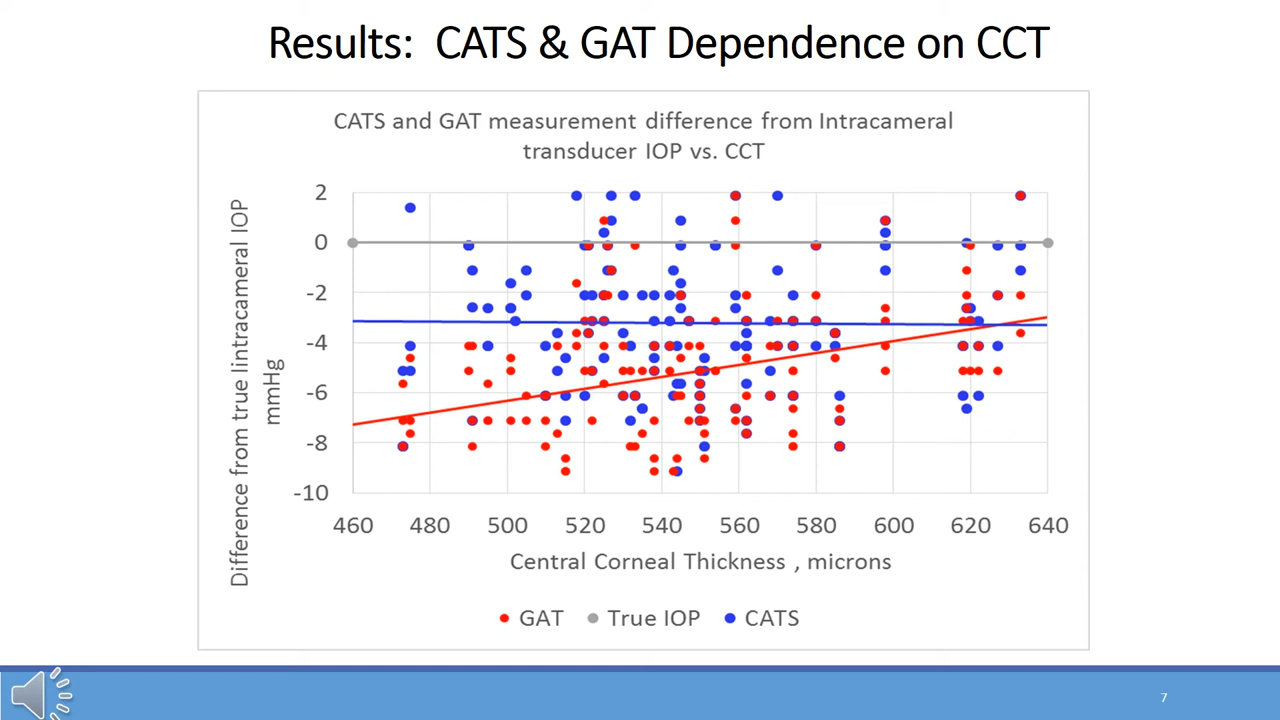 Results:  CATS & GAT Dependence on CCT
CATS and GAT measurement difference from Intracameral
transducer IOP vs. CCT
Difference from true Iintracameral IOP
mmHg
2
0
-2
-4
-6
-8
-10
460 480 500 520 540 560 580 600 620 640
Central Corneal Thickness , microns
GAT True IOP CATS
7